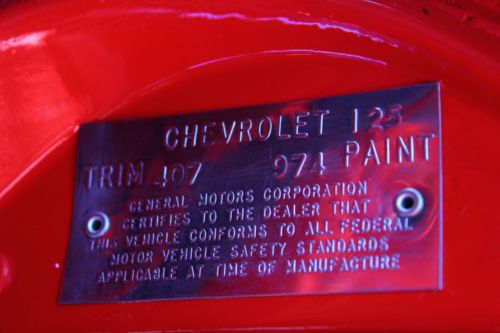 CHEVROLET 123
TRIM 407 974 PAINT
GENERAL MOTORS CORPORATION
CERTIFIES TO THE DEALER THAT
THIS VEHICLE CONFORMS TO ALL FEDERAL
MOTOR VEHICLE SAFETY STANDARDS
APPLICABLE AT TIME OF MANUFACTURE